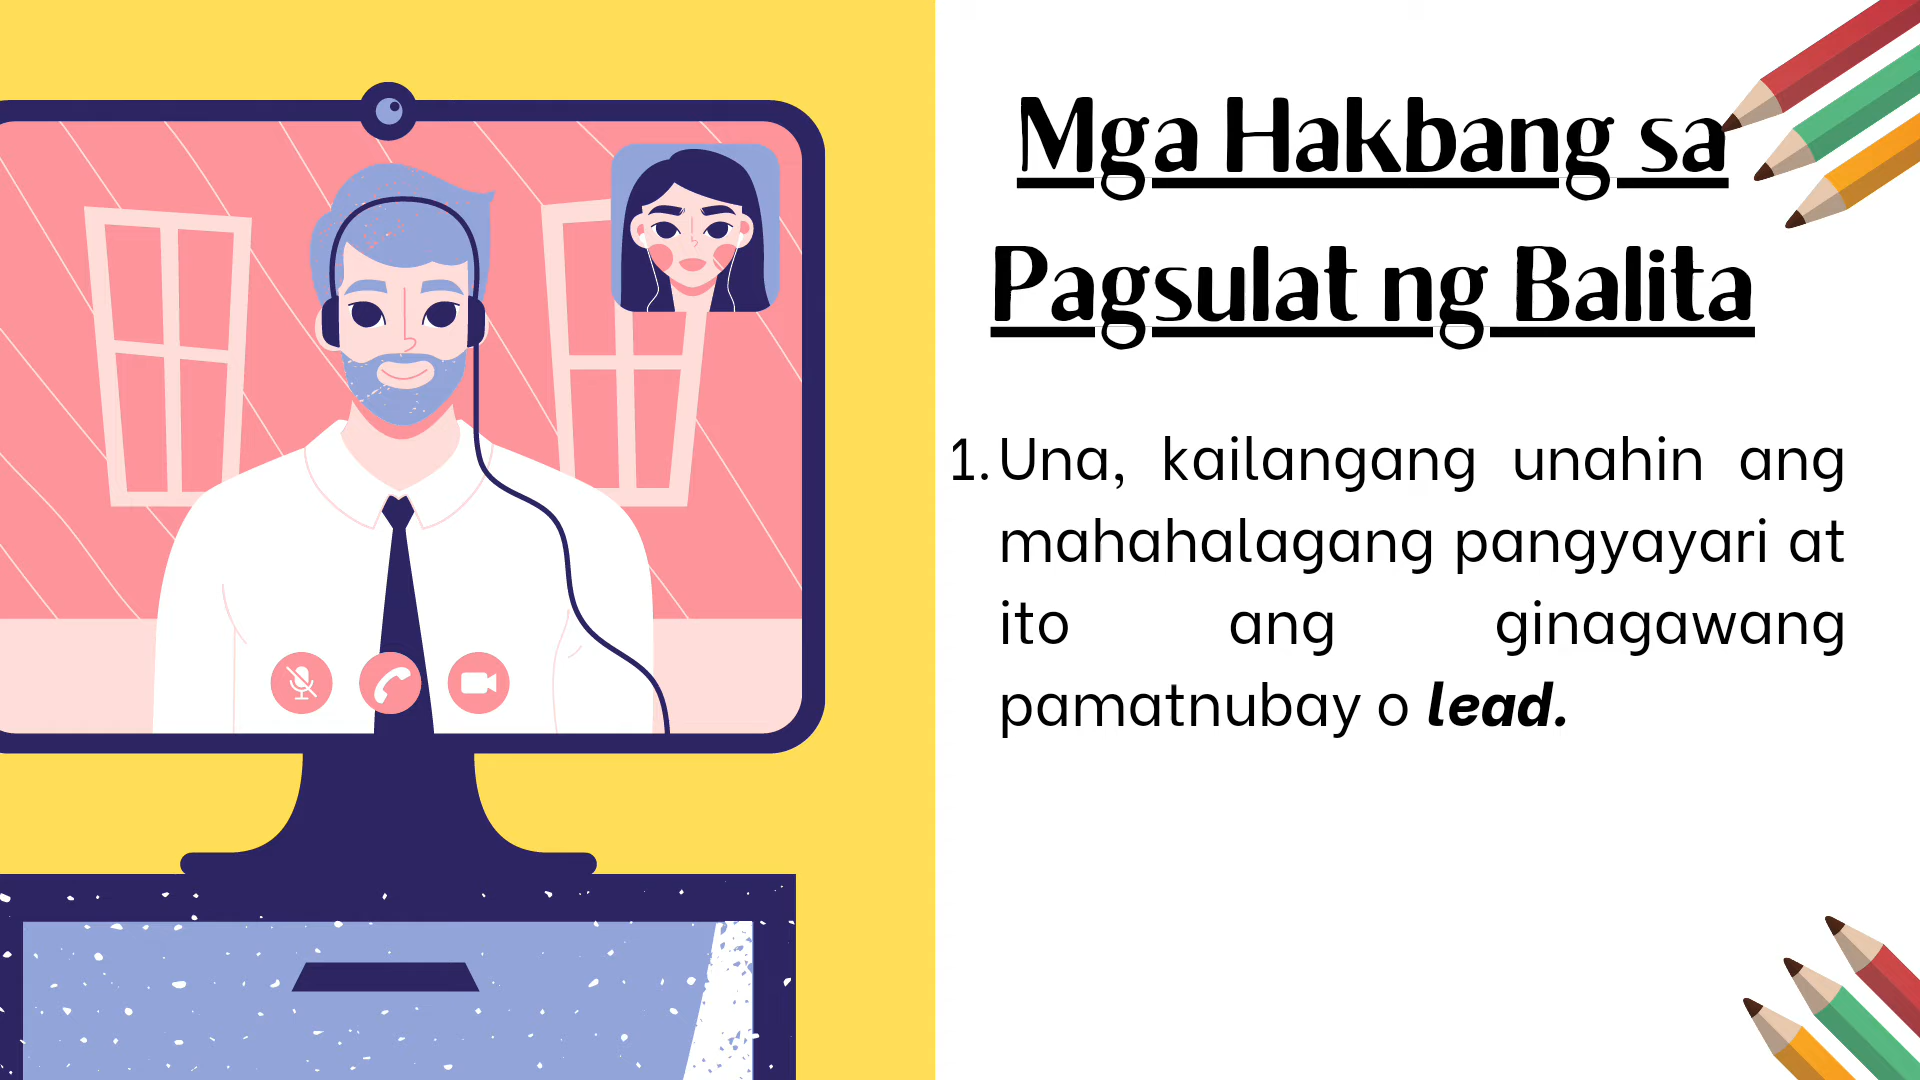 Mga Hakbang sa
Pagsulat ng Balita
1. Una, kailangang unahin ang
mahahalagang pangyayari at
ito ang ginagawang
pamatnubay o lead.